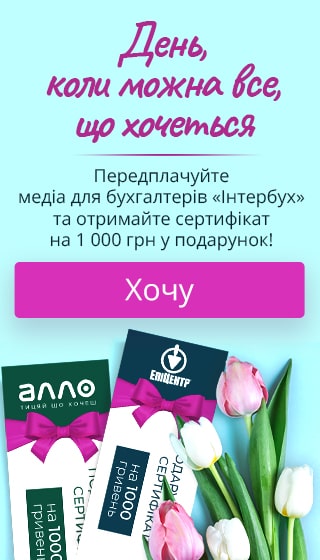 День,
коли можна все,
що хочеться
Передплачуйте
медіа для бухгалтерів «Інтербух»
та отримайте сертифікат
на 1 000 грн у подарунок!
Хочу
алло
тицяй що хочеш
ЕПІЦЕНТР
на 1000
гривень
на 1000
гривень